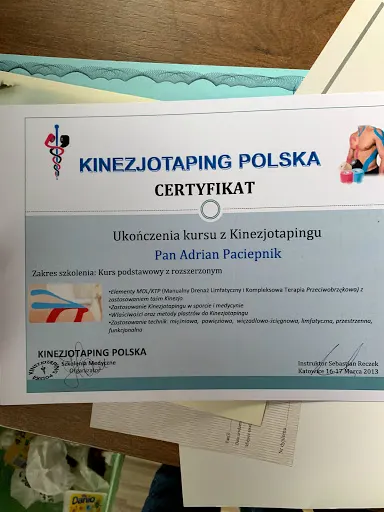 KINEZJOTAPING POLSKA
CERTYFIKAT
Ukończenia kursu z Kinezjotapingu
Pan Adrian Paciepnik
Zakres szkolenia: Kurs podstawowy z rozszerzonym
•Elementy MDL/KTP (Manualny Drenaż Limfatyczny i Kompleksowa Terapia Przeciwobrzękowa) z
zastosowaniem taśm Kinezjo
•Zastosowanie Kinezjotapingu w sporcie i medycynie
•Właściwości oraz metody plastrów do Kinezjotapingu
•Zastosowanie technik: mięśniowa, powięziowa, więzadłowo-ścięgnowa, limfatyczna, przestrzenna,
funkcjonalna
KINEZJOTAPING POLSKA
Szkolenia Medyczne
Organizator
Instruktor Sebastian Reczek
Katowice 16-17 Marca 2013
Danio